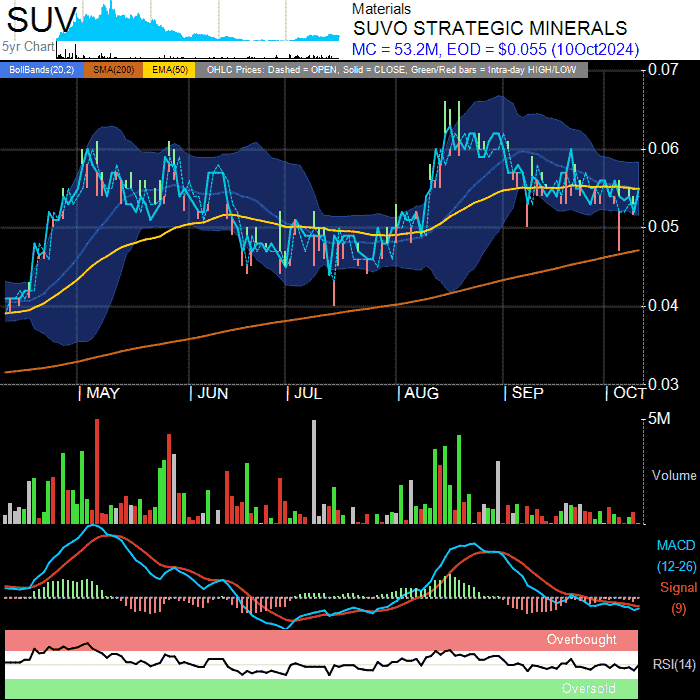 SUV
Materials
SUVO STRATEGIC MINERALS
5yr Chart
MC = 53.2M, EOD = $0.055 (10Oct2024)
BollBands(20,2) SMA(200) EMA(50) OHLC Prices: Dashed = OPEN, Solid = CLOSE, Green/Red bars = Intra-day HIGH/LOW
0.07
0.06
0.05
0.04
0.03
MAY JUN JUL AUG SEP OCT
5M
Volume
MACD
(12-26)
Signal
(9)
Overbought
RSI(14)
Oversold